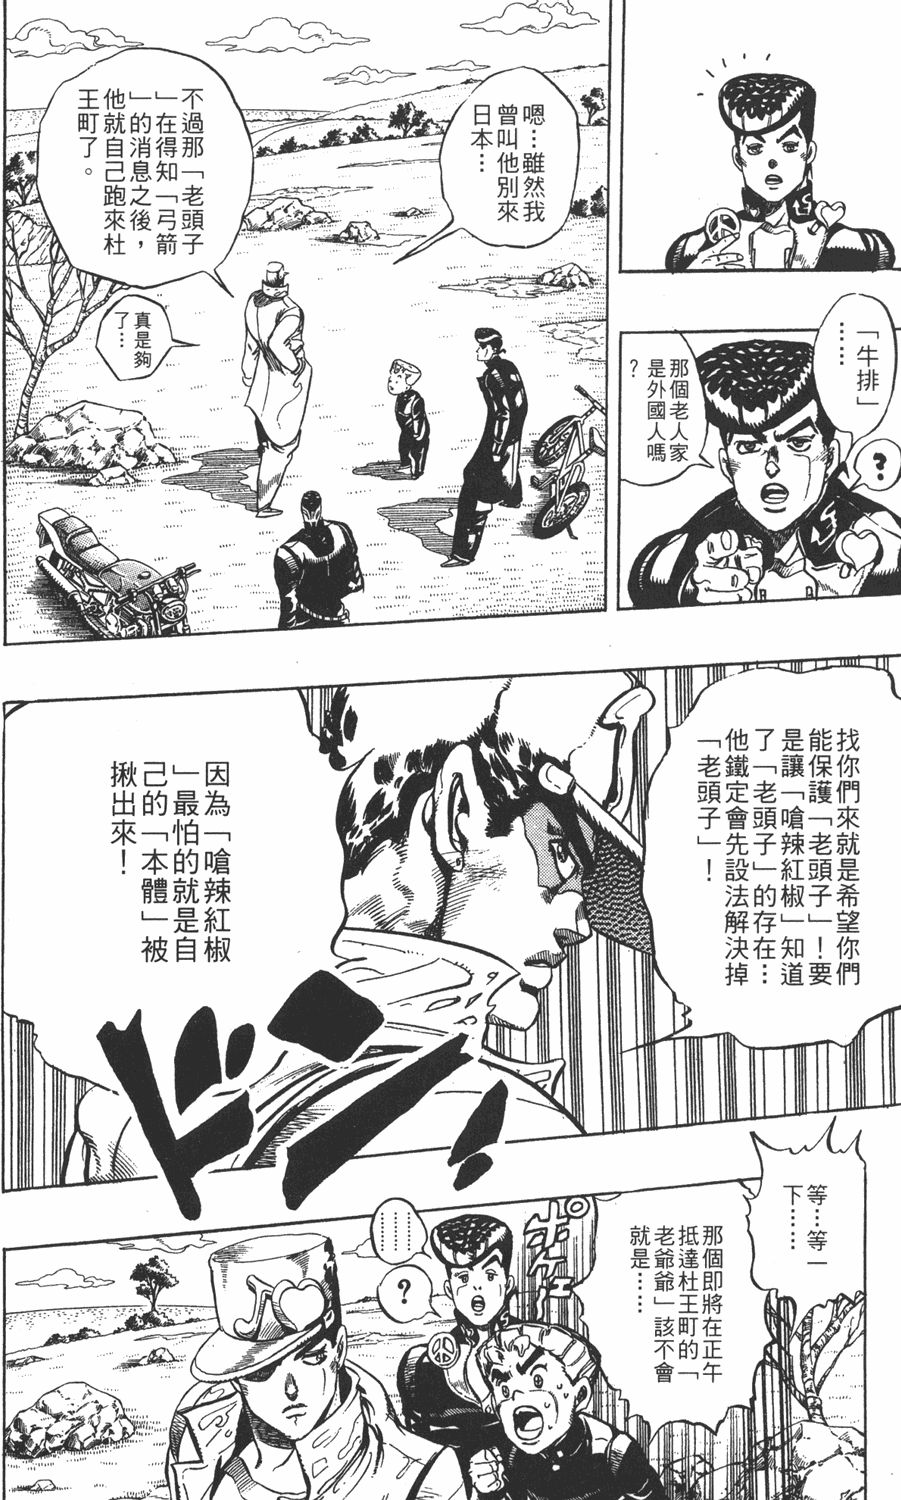 「牛排」
……
？
那個老人家
是外國人嗎
？
嗯…雖然我
曾叫他別來
日本…
不過那「老頭子
」在得知「弓箭
」的消息之後，
他就自己跑來杜
王町了。
真是夠
了…
找你們來就是希望你們
能保護「老頭子」！要
是讓「嗆辣紅椒」知道
了「老頭子」的存在…
他鐵定會先設法解決掉
「老頭子」！
因為「嗆辣紅椒
」最怕的就是自
己的「本體」被
揪出來！
ドン！
等…等一
下……
那個即將在正午
抵達杜王町的「
老爺爺」該不會
就是……
ポケェー
………
？